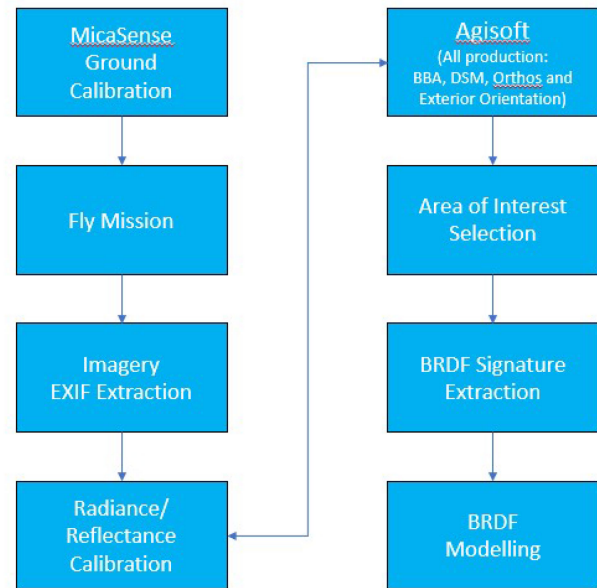 MicaSense
Ground
Calibration
Fly Mission
Imagery
EXIF Extraction
Radiance/
Reflectance
Calibration
Agisoft
(All production:
BBA, DSM, Orthos and
Exterior Orientation)
Area of Interest
Selection
BRDF Signature
Extraction
BRDF
Modelling